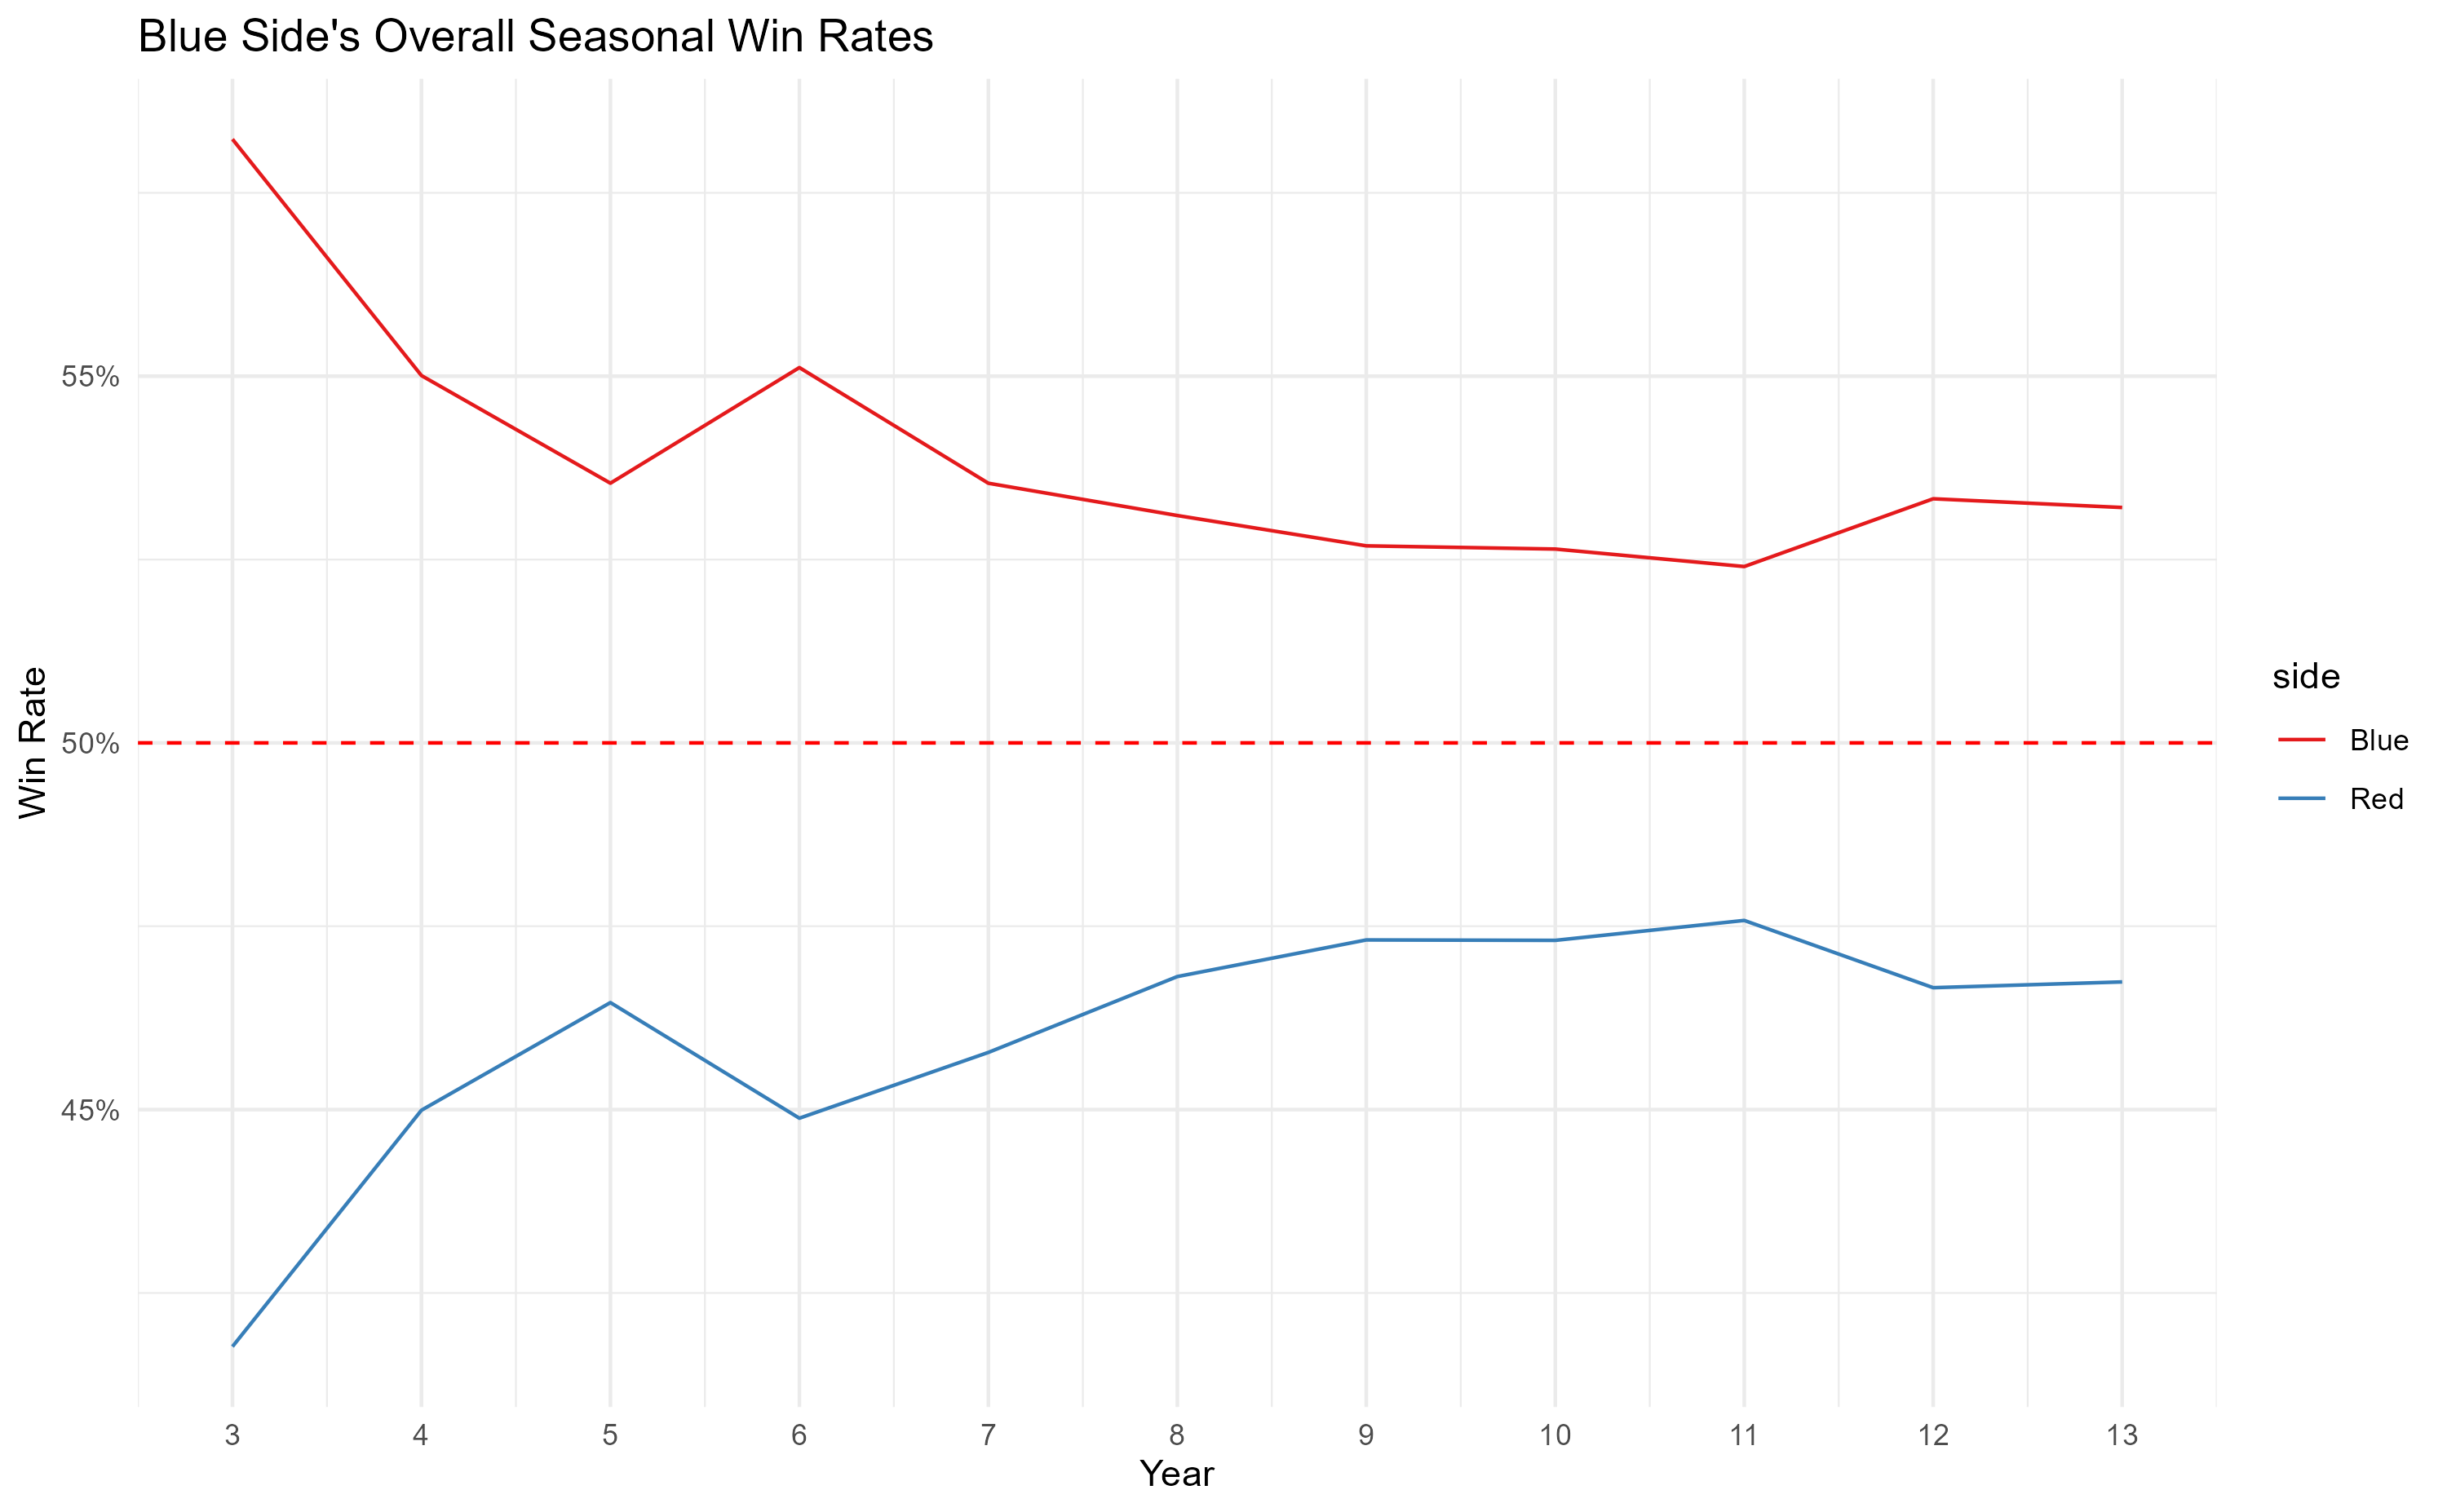 Blue Side's Overall Seasonal Win Rates
Win Rate
55%
50%
45%
3 4 5 6 7 8 9 10 11 12 13
Year
side
Blue
Red